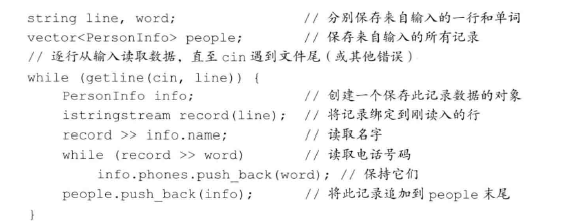 string line, word;                // 分别保存来自输入的一行和单词
vector<PersonInfo> people;        // 保存来自输入的所有记录
// 逐行从输入读取数据，直至 cin 遇到文件尾（或其他错误）
while (getline(cin, line)) {
    PersonInfo info;              // 创建一个保存此记录数据的对象
    istringstream record(line);   // 将记录绑定到刚读入的行
    record >> info.name;          // 读取名字
    while (record >> word)        // 读取电话号码
        info.phones.push_back(word); // 保持它们
    people.push_back(info);       // 将此记录追加到 people 末尾
}